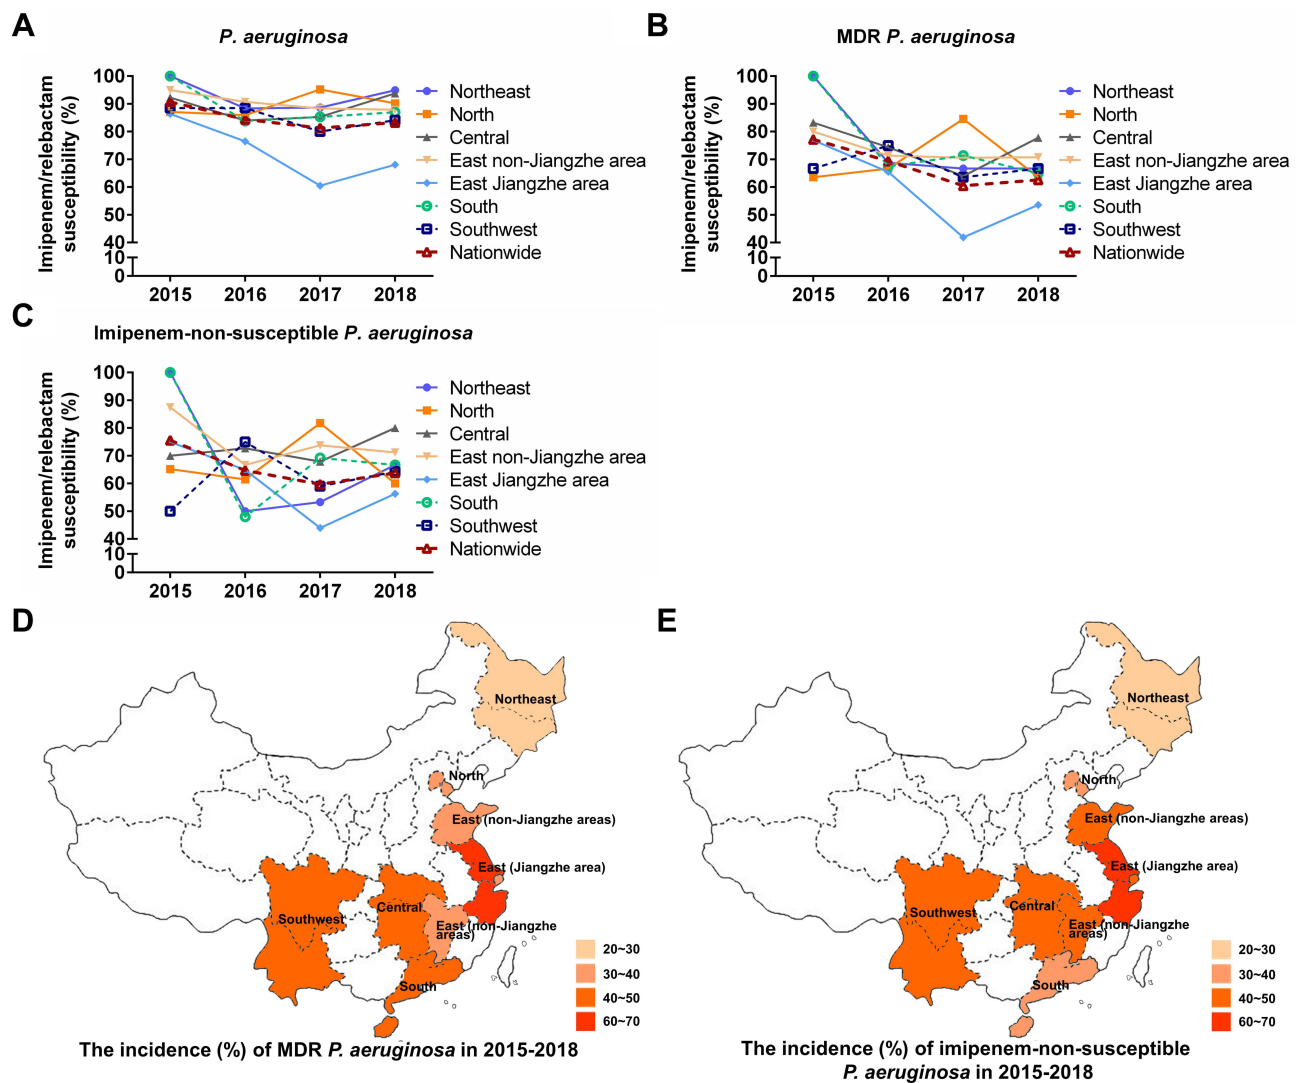 A
P. aeruginosa
Imipenem/relebactam
susceptibility (%)
100
90
80
70
60
50
40
10
0
2015 2016 2017 2018
Northeast
North
Central
East non-Jiangzhe area
East Jiangzhe area
South
Southwest
Nationwide
B
MDR P. aeruginosa
Imipenem/relebactam
susceptibility (%)
100
90
80
70
60
50
40
10
0
2015 2016 2017 2018
Northeast
North
Central
East non-Jiangzhe area
East Jiangzhe area
South
Southwest
Nationwide
C
Imipenem-non-susceptible P. aeruginosa
Imipenem/relebactam
susceptibility (%)
100
90
80
70
60
50
40
10
0
2015 2016 2017 2018
Northeast
North
Central
East non-Jiangzhe area
East Jiangzhe area
South
Southwest
Nationwide
D
Northeast
North
East (non-Jiangzhe areas)
East (Jiangzhe area)
Central
Southwest
East (non-Jiangzhe
areas)
South
20~30
30~40
40~50
60~70
The incidence (%) of MDR P. aeruginosa in 2015-2018
E
Northeast
North
East (non-Jiangzhe areas)
East (Jiangzhe area)
Central
Southwest
East (non-Jiangzhe
areas)
South
20~30
30~40
40~50
60~70
The incidence (%) of imipenem-non-susceptible
P. aeruginosa in 2015-2018